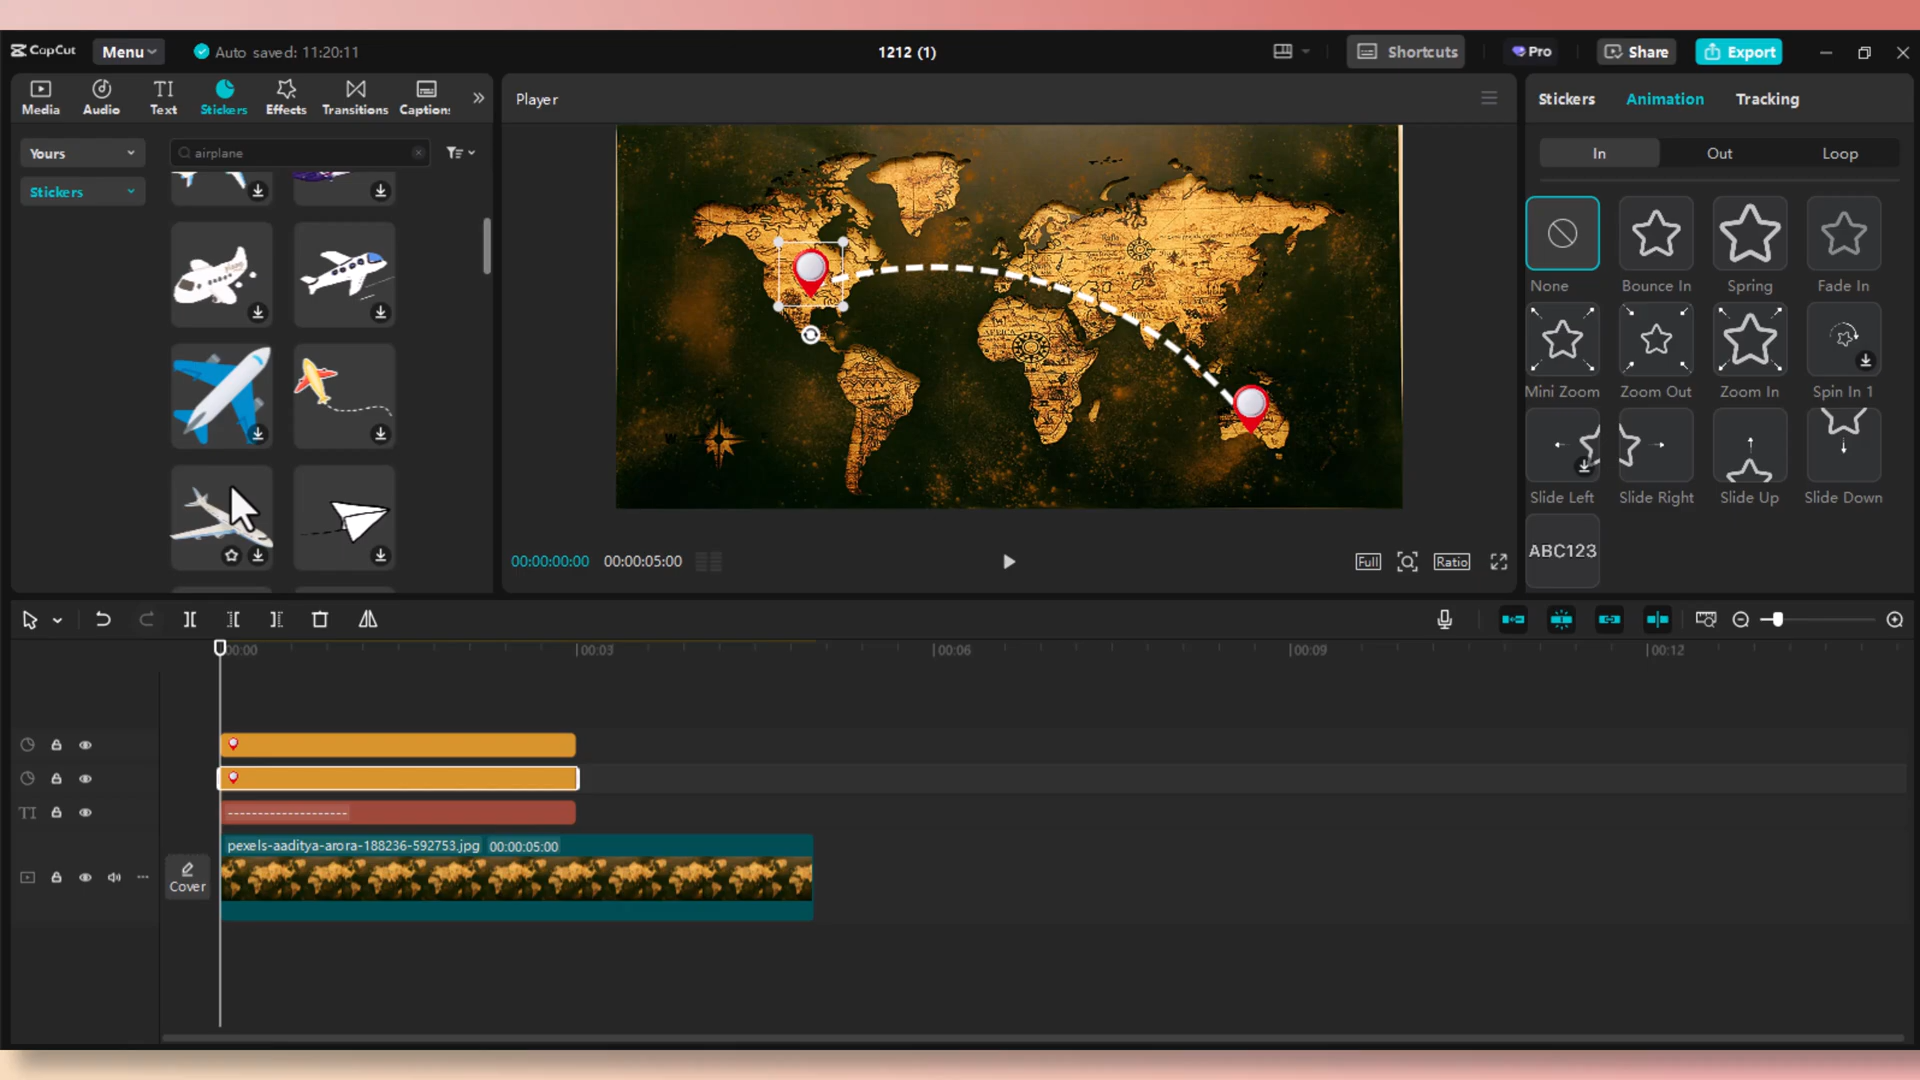 CapCut
Menu
Auto saved: 11:20:11
1212 (1)
Shortcuts
Pro
Share
Export
Media
Audio
Text
Stickers
Effects
Transitions
Caption
Player
Stickers
Animation
Tracking
Yours
airplane
Stickers
In
Out
Loop
None
Bounce In
Spring
Fade In
Mini Zoom
Zoom Out
Zoom In
Spin In 1
Slide Left
Slide Right
Slide Up
Slide Down
ABC123
00:00:00:00
00:00:05:00
Full
Ratio
00:00
00:03
00:06
00:09
00:12
TI
--------------------
pexels-aaditya-arora-188236-592753.jpg 00:00:05:00
Cover